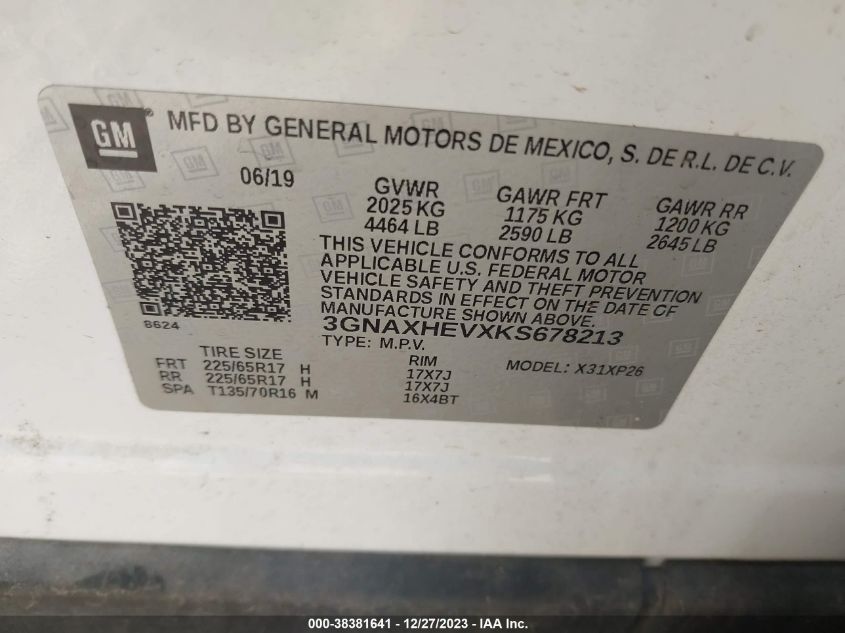 GM ® MFD BY GENERAL MOTORS DE MEXICO, S. DE R.L. DE C.V.
06/19 GVWR GAWR FRT GAWR RR
2025 KG 1175 KG 1200 KG
4464 LB 2590 LB 2645 LB
THIS VEHICLE CONFORMS TO ALL
APPLICABLE U.S. FEDERAL MOTOR
VEHICLE SAFETY AND THEFT PREVENTION
STANDARDS IN EFFECT ON THE DATE OF
MANUFACTURE SHOWN ABOVE.
8624 3GNAXHEVXKS678213
TYPE: M.P.V.
TIRE SIZE RIM MODEL: X31XP26
FRT 225/65R17 H 17X7J
RR 225/65R17 H 17X7J
SPA T135/70R16 M 16X4BT
000-38381641 - 12/27/2023 - IAA Inc.